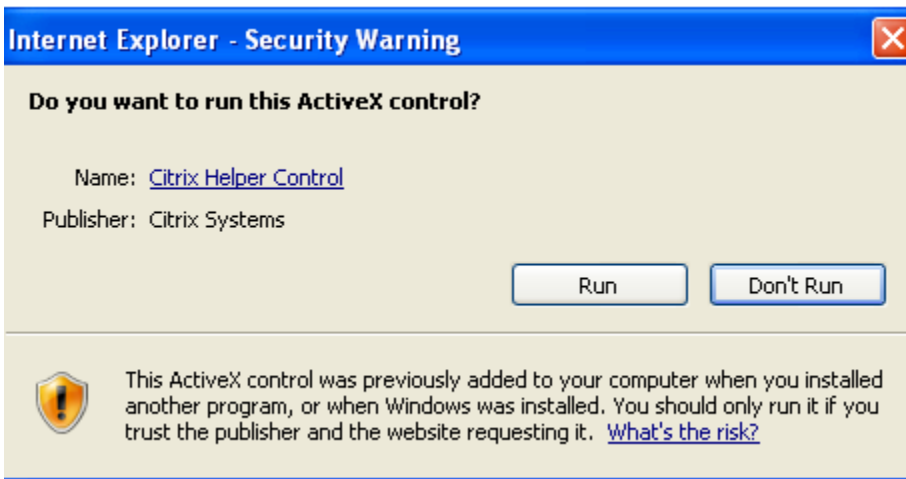 Internet Explorer - Security Warning
Do you want to run this ActiveX control?
Name: Citrix Helper Control
Publisher: Citrix Systems
Run Don't Run
This ActiveX control was previously added to your computer when you installed
another program, or when Windows was installed. You should only run it if you
trust the publisher and the website requesting it. What's the risk?